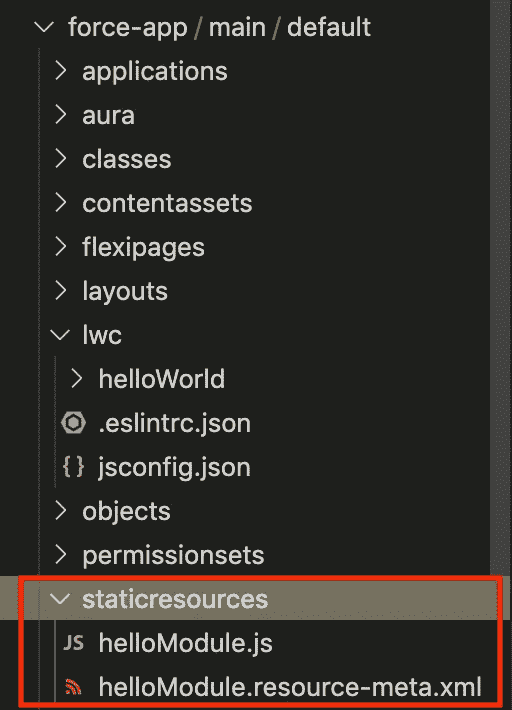 force-app / main / default
applications
aura
classes
contentassets
flexipages
layouts
lwc
helloWorld
.eslintrc.json
{} jsconfig.json
objects
permissionsets
staticresources
JS helloModule.js
helloModule.resource-meta.xml